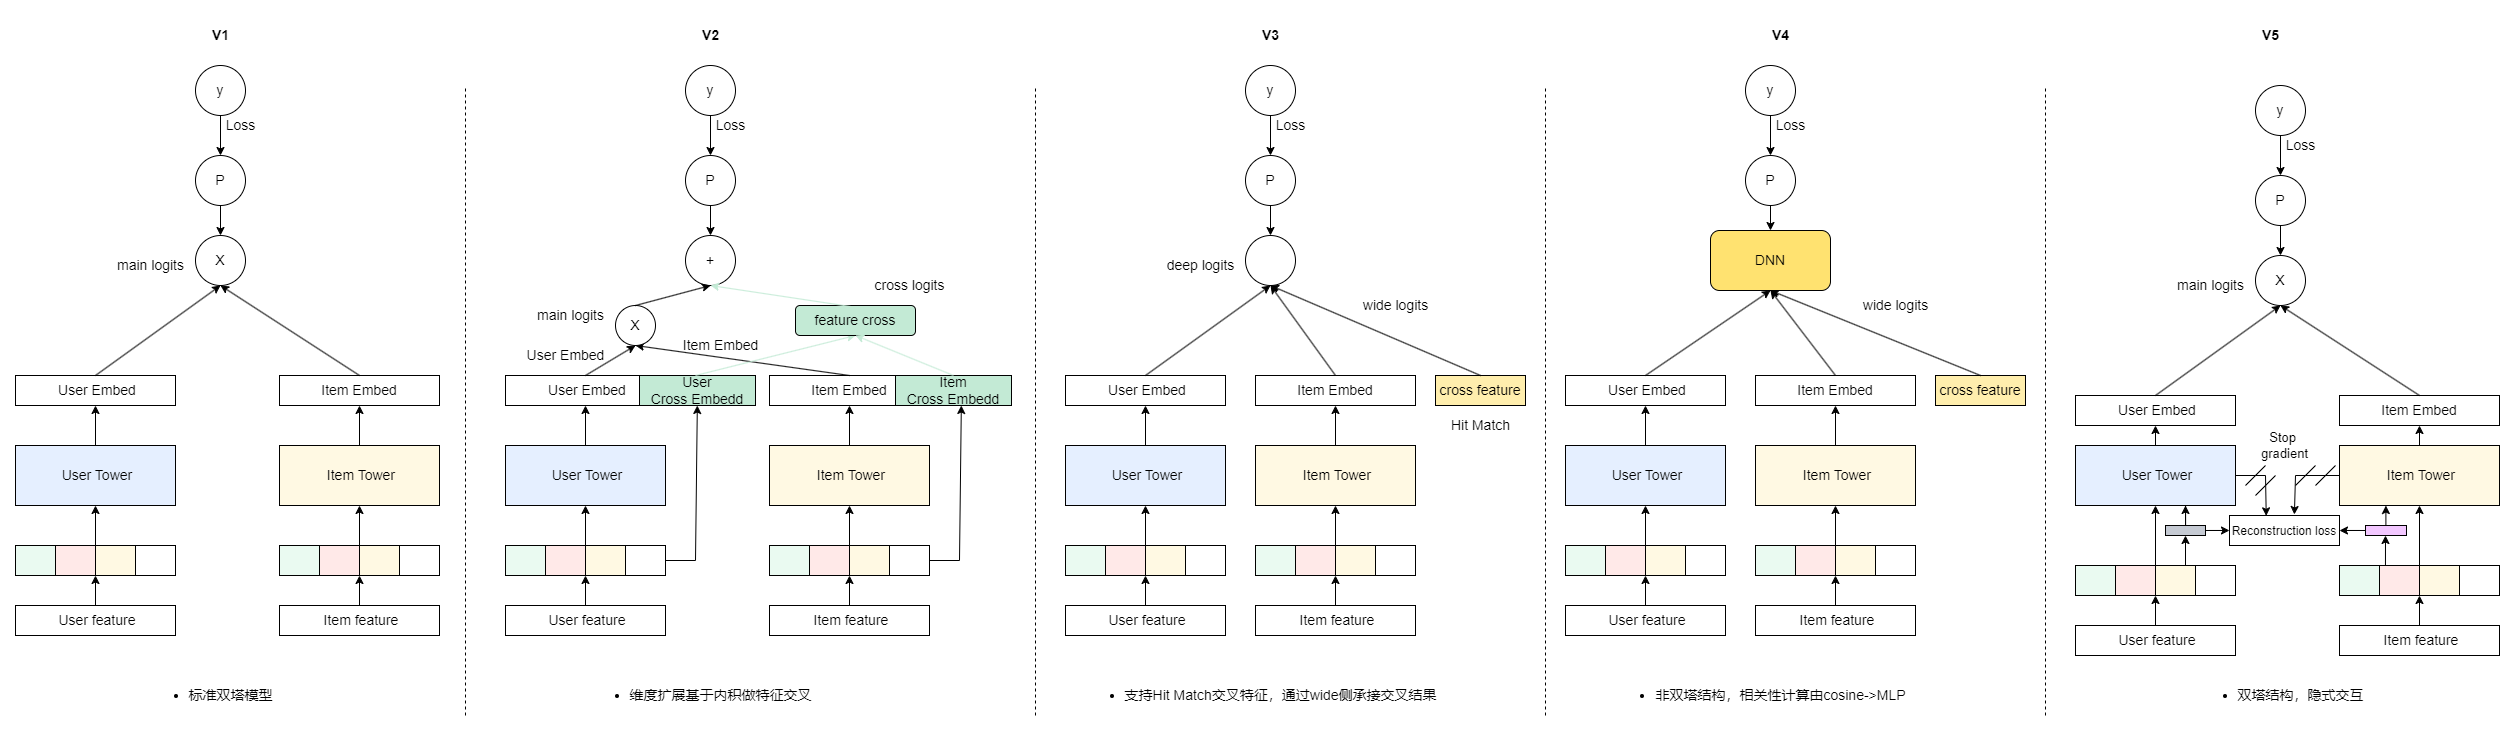 V1
y
Loss
P
X
main logits
User Embed
Item Embed
User Tower
Item Tower
User feature
Item feature
标准双塔模型
V2
y
Loss
P
+
cross logits
main logits
X
feature cross
User Embed
Item Embed
User Embed
User
Cross Embedd
Item Embed
Item
Cross Embedd
User Tower
Item Tower
User feature
Item feature
维度扩展基于内积做特征交叉
V3
y
Loss
P
deep logits
wide logits
User Embed
Item Embed
cross feature
Hit Match
User Tower
Item Tower
User feature
Item feature
支持Hit Match交叉特征，通过wide侧承接交叉结果
V4
y
Loss
P
DNN
wide logits
User Embed
Item Embed
cross feature
User Tower
Item Tower
User feature
Item feature
非双塔结构，相关性计算由cosine->MLP
V5
y
Loss
P
main logits
X
User Embed
Item Embed
Stop
gradient
User Tower
Item Tower
Reconstruction loss
User feature
Item feature
双塔结构，隐式交互